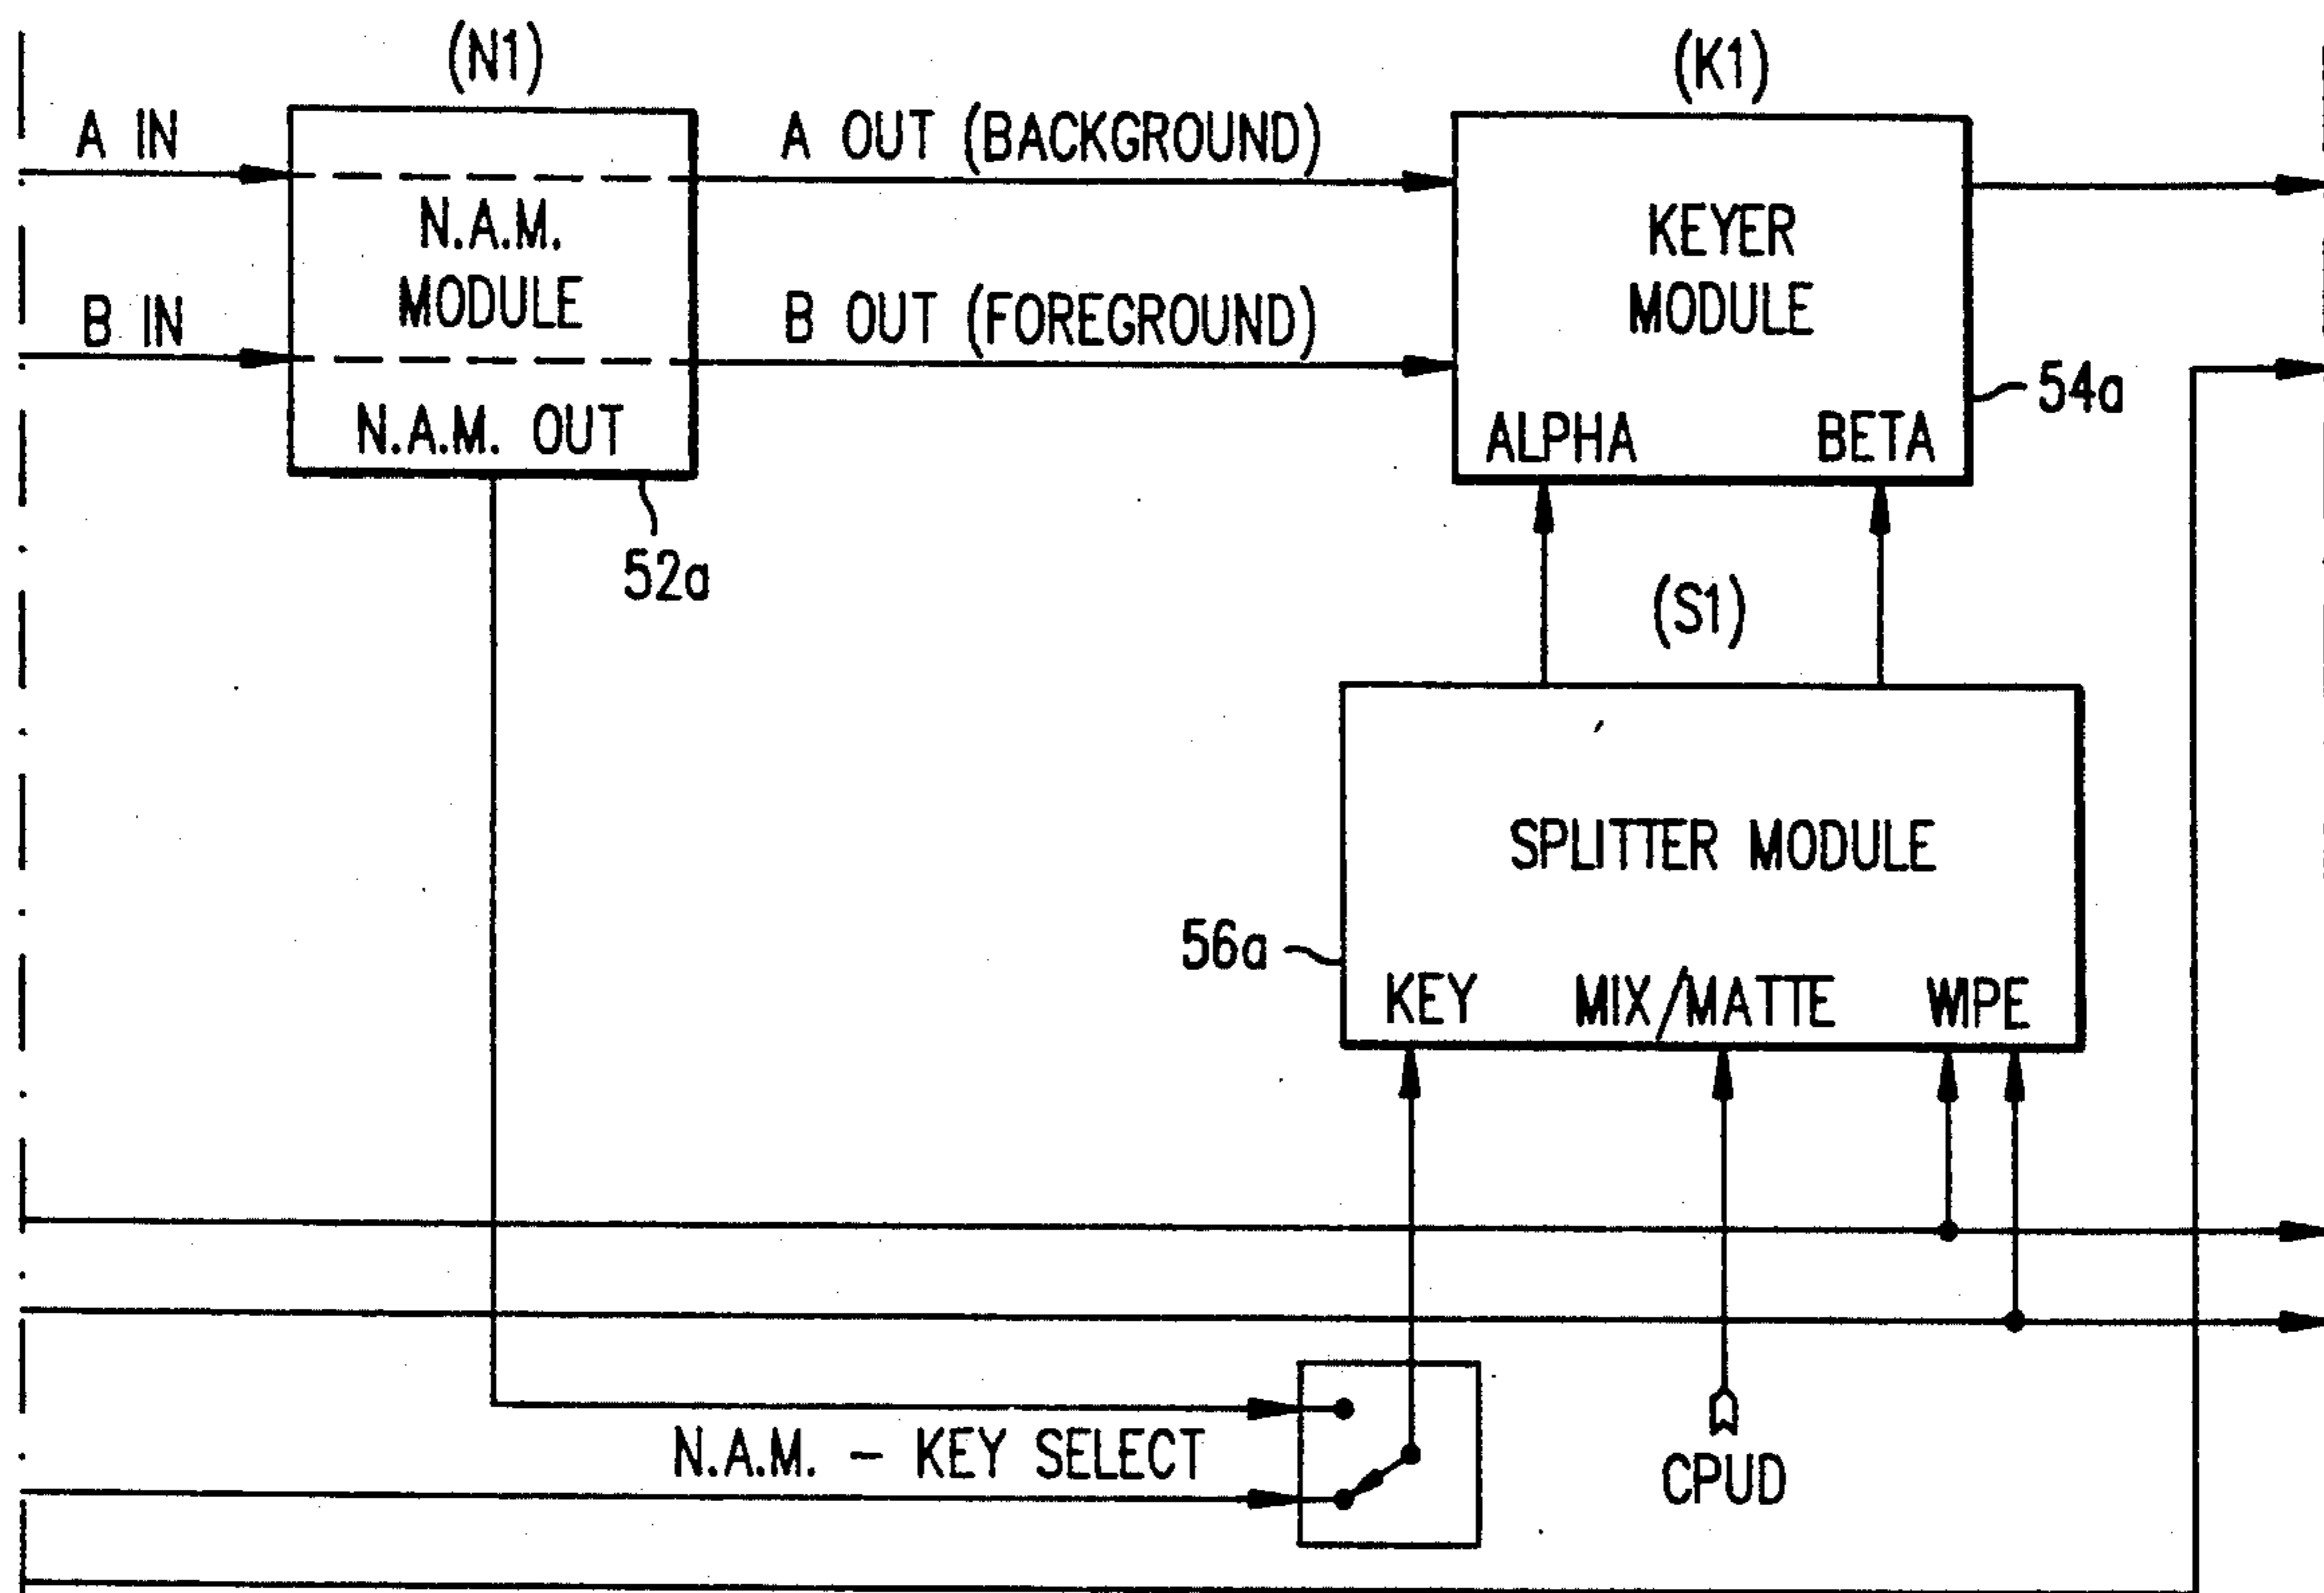 (N1)
(K1)
A IN
A OUT (BACKGROUND)
N.A.M.
MODULE
KEYER
MODULE
B IN
B OUT (FOREGROUND)
54a
N.A.M. OUT
ALPHA
BETA
52a
(S1)
SPLITTER MODULE
56a
KEY
MIX/MATTE
WIPE
N.A.M. - KEY SELECT
CPUD